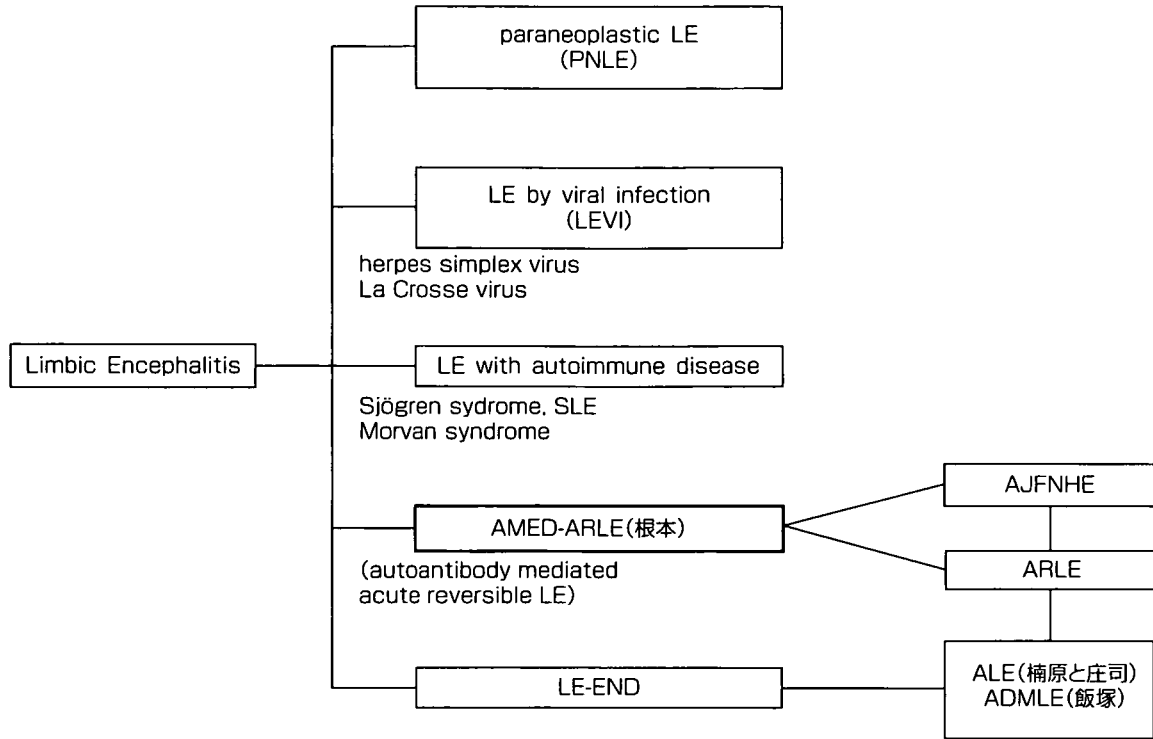 paraneoplastic LE
(PNLE)
LE by viral infection
(LEVI)
herpes simplex virus
La Crosse virus
Limbic Encephalitis
LE with autoimmune disease
Sjögren sydrome, SLE
Morvan syndrome
AJFNHE
AMED-ARLE(根本)
ARLE
(autoantibody mediated
acute reversible LE)
LE-END
ALE(楠原と庄司)
ADMLE(飯塚)